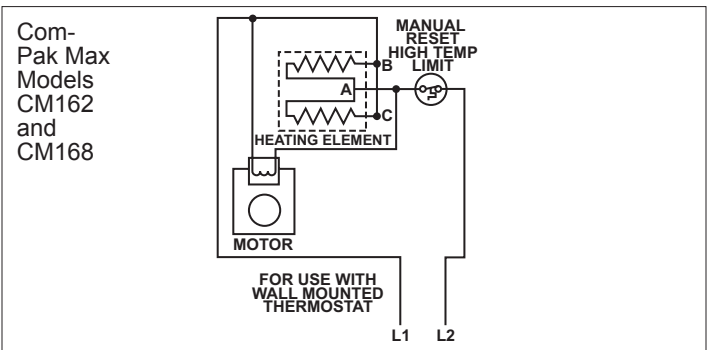 Com-
Pak Max
Models
CM162
and
CM168
MANUAL
RESET
HIGH TEMP
LIMIT
B
A
C
HEATING ELEMENT
MOTOR
FOR USE WITH
WALL MOUNTED
THERMOSTAT
L1 L2